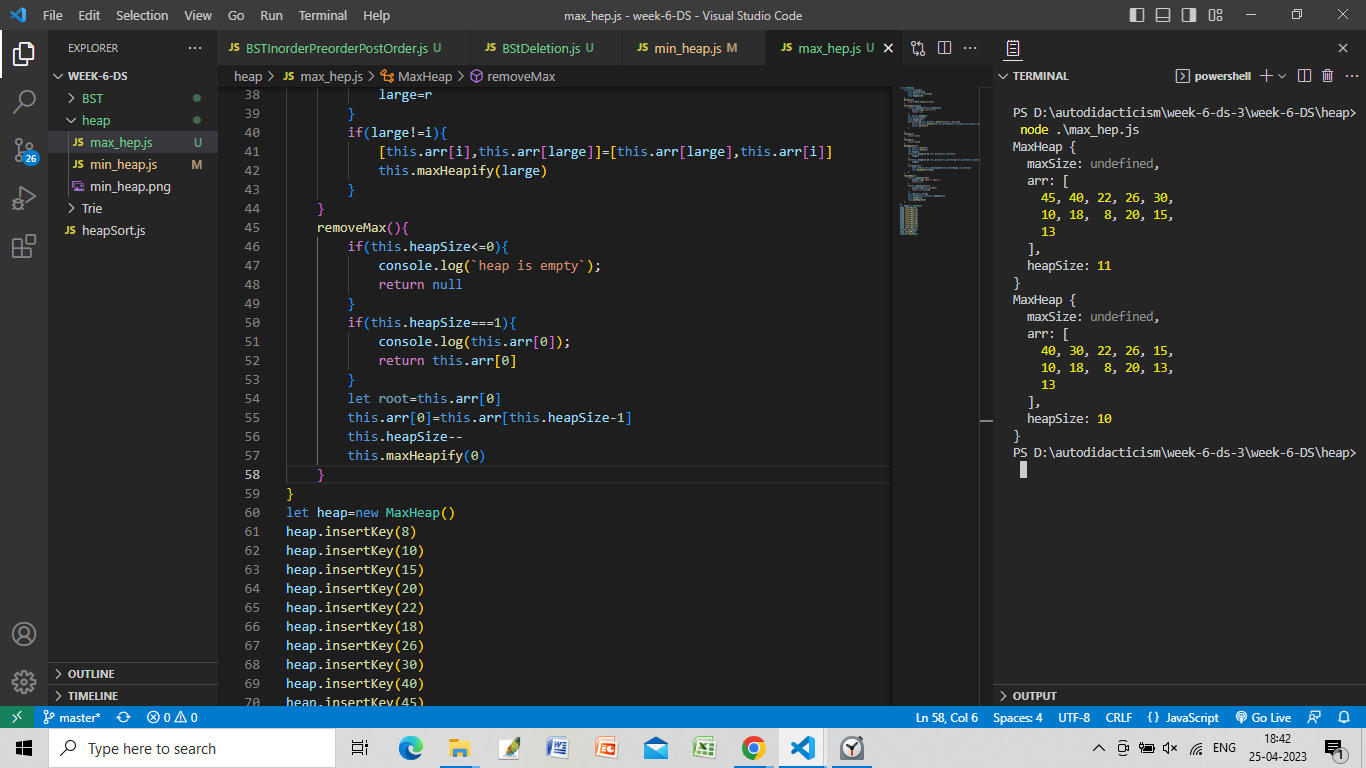 File Edit Selection View Go Run Terminal Help max_hep.js - week-6-DS - Visual Studio Code
EXPLORER
WEEK-6-DS
BST
heap
max_hep.js U
min_heap.js M
min_heap.png
Trie
heapSort.js
OUTLINE
TIMELINE
26
JS BSTInorderPreorderPostOrder.js U JS BStDeletion.js U JS min_heap.js M JS max_hep.js U
heap > JS max_hep.js > MaxHeap > removeMax
38 large=r
39 }
40 if(large!=i){
41 [this.arr[i],this.arr[large]]=[this.arr[large],this.arr[i]]
42 this.maxHeapify(large)
43 }
44 }
45 removeMax(){
46 if(this.heapSize<=0){
47 console.log(`heap is empty`);
48 return null
49 }
50 if(this.heapSize===1){
51 console.log(this.arr[0]);
52 return this.arr[0]
53 }
54 let root=this.arr[0]
55 this.arr[0]=this.arr[this.heapSize-1]
56 this.heapSize--
57 this.maxHeapify(0)
58 }
59 }
60 let heap=new MaxHeap()
61 heap.insertKey(8)
62 heap.insertKey(10)
63 heap.insertKey(15)
64 heap.insertKey(20)
65 heap.insertKey(22)
66 heap.insertKey(18)
67 heap.insertKey(26)
68 heap.insertKey(30)
69 heap.insertKey(40)
70 heap.insertKey(45)
TERMINAL powershell
PS D:\autodidacticism\week-6-ds-3\week-6-DS\heap>
node .\max_hep.js
MaxHeap {
maxSize: undefined,
arr: [
45, 40, 22, 26, 30,
10, 18, 8, 20, 15,
13
],
heapSize: 11
}
MaxHeap {
maxSize: undefined,
arr: [
40, 30, 22, 26, 15,
10, 18, 8, 20, 13,
13
],
heapSize: 10
}
PS D:\autodidacticism\week-6-ds-3\week-6-DS\heap>
OUTPUT
master* 0 0 Ln 58, Col 6 Spaces: 4 UTF-8 CRLF {} JavaScript Go Live
Type here to search
ENG
18:42
25-04-2023
1